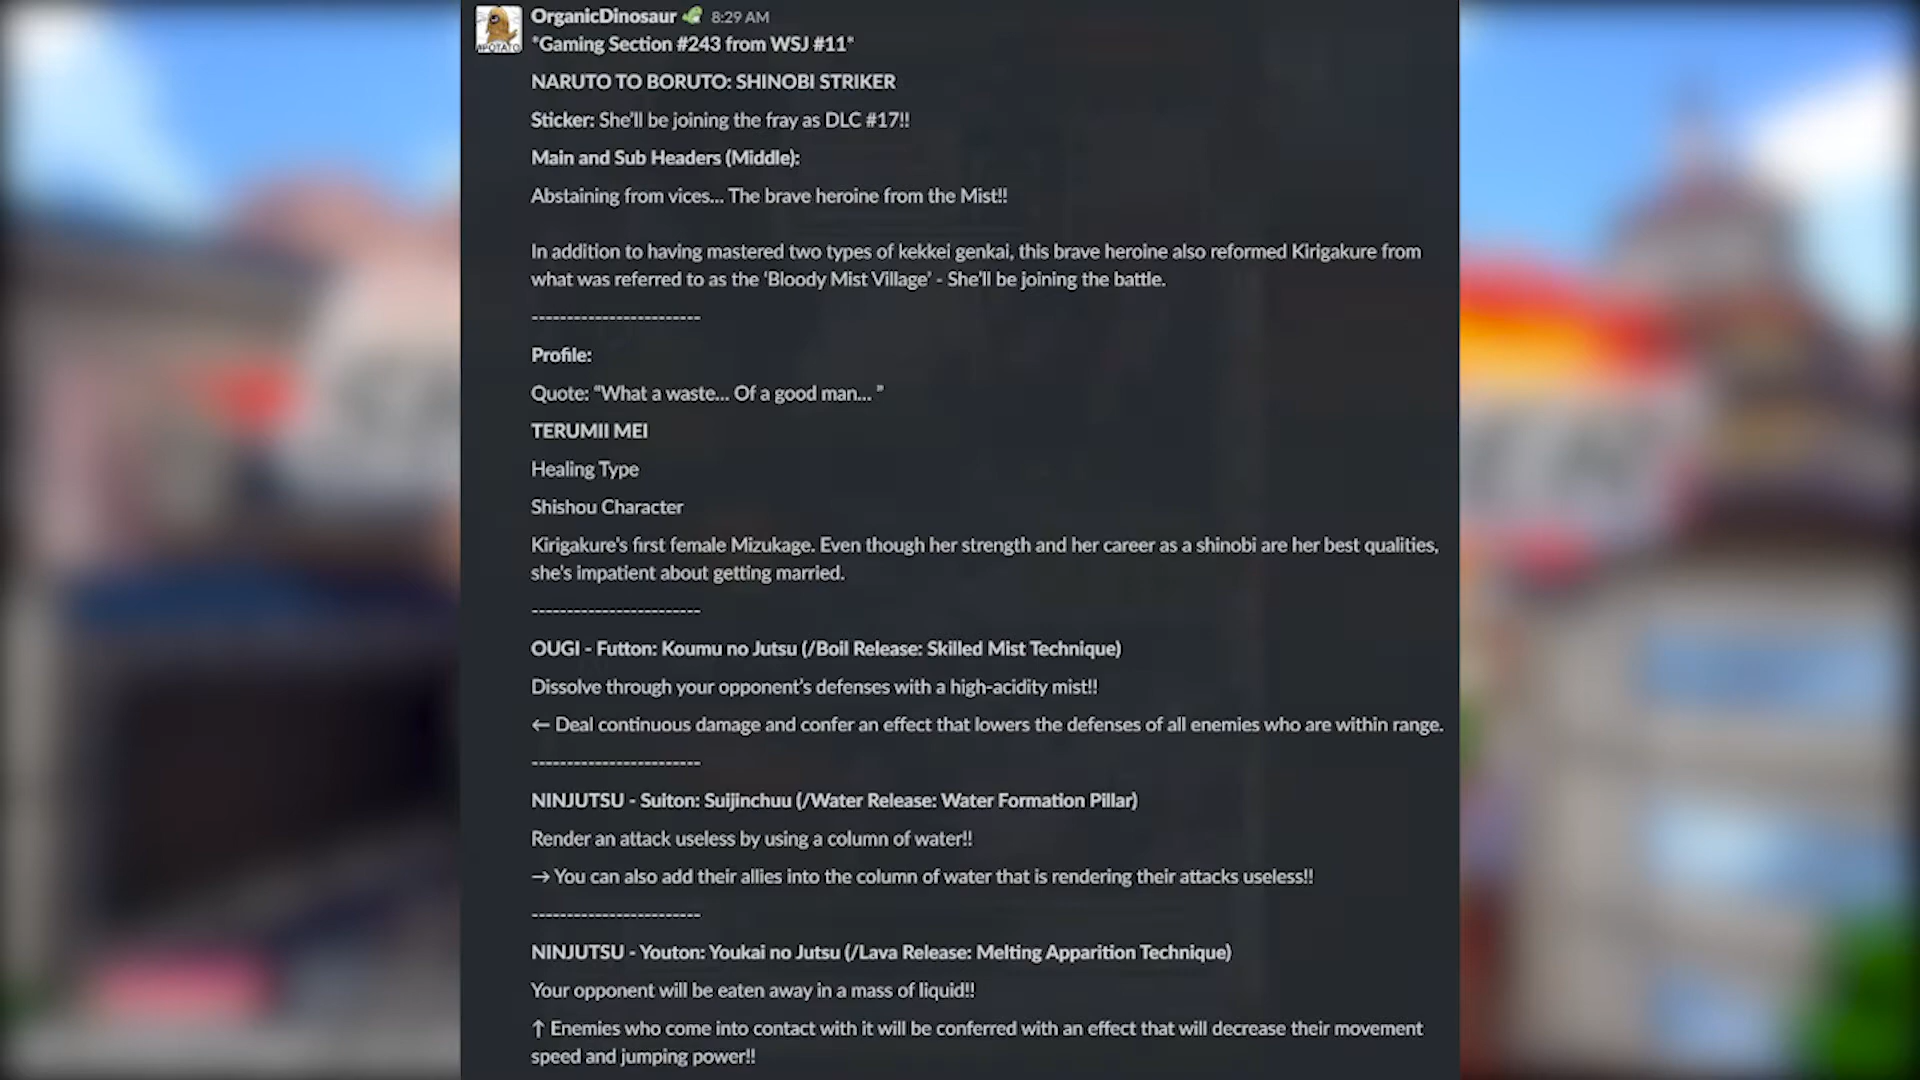 OrganicDinosaur 8:29 AM
*Gaming Section #243 from WSJ #11*
NARUTO TO BORUTO: SHINOBI STRIKER
Sticker: She'll be joining the fray as DLC #17!!
Main and Sub Headers (Middle):
Abstaining from vices... The brave heroine from the Mist!!
In addition to having mastered two types of kekkei genkai, this brave heroine also reformed Kirigakure from
what was referred to as the 'Bloody Mist Village' - She'll be joining the battle.
------------------------
Profile:
Quote: “What a waste... Of a good man... ”
TERUMII MEI
Healing Type
Shishou Character
Kirigakure's first female Mizukage. Even though her strength and her career as a shinobi are her best qualities,
she's impatient about getting married.
------------------------
OUGI - Futton: Koumu no Jutsu (/Boil Release: Skilled Mist Technique)
Dissolve through your opponent's defenses with a high-acidity mist!!
← Deal continuous damage and confer an effect that lowers the defenses of all enemies who are within range.
------------------------
NINJUTSU - Suiton: Suijinchuu (/Water Release: Water Formation Pillar)
Render an attack useless by using a column of water!!
→ You can also add their allies into the column of water that is rendering their attacks useless!!
------------------------
NINJUTSU - Youton: Youkai no Jutsu (/Lava Release: Melting Apparition Technique)
Your opponent will be eaten away in a mass of liquid!!
↑ Enemies who come into contact with it will be conferred with an effect that will decrease their movement
speed and jumping power!!